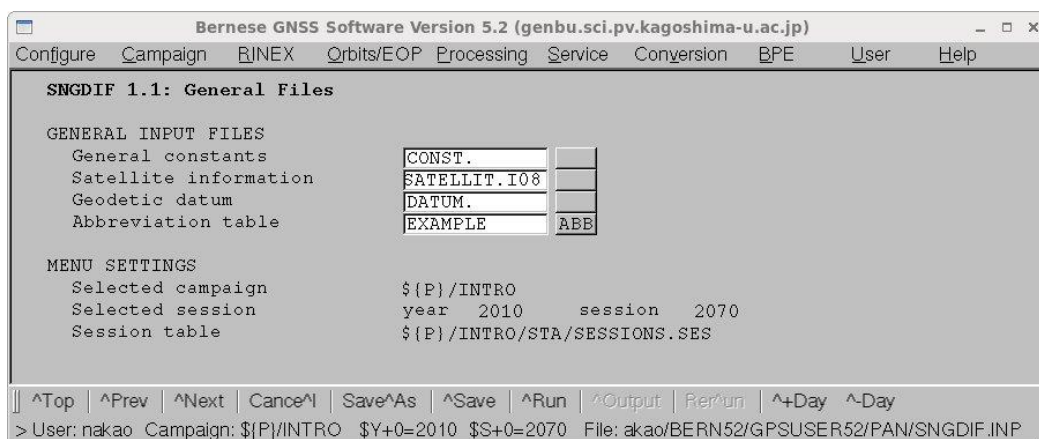 Bernese GNSS Software Version 5.2 (genbu.sci.pv.kagoshima-u.ac.jp)
Configure Campaign RINEX Orbits/EOP Processing Service Conversion BPE User Help
SNGDIF 1.1: General Files
GENERAL INPUT FILES
General constants CONST.
Satellite information SATELLIT.I08
Geodetic datum DATUM.
Abbreviation table EXAMPLE ABB
MENU SETTINGS
Selected campaign ${P}/INTRO
Selected session year 2010 session 2070
Session table ${P}/INTRO/STA/SESSIONS.SES
^Top | ^Prev | ^Next | Cance^l | Save^As | ^Save | ^Run | ^Output | Rer^un | ^+Day ^-Day
> User: nakao Campaign: ${P}/INTRO $Y+0=2010 $S+0=2070 File: akao/BERN52/GPSUSER52/PAN/SNGDIF.INP